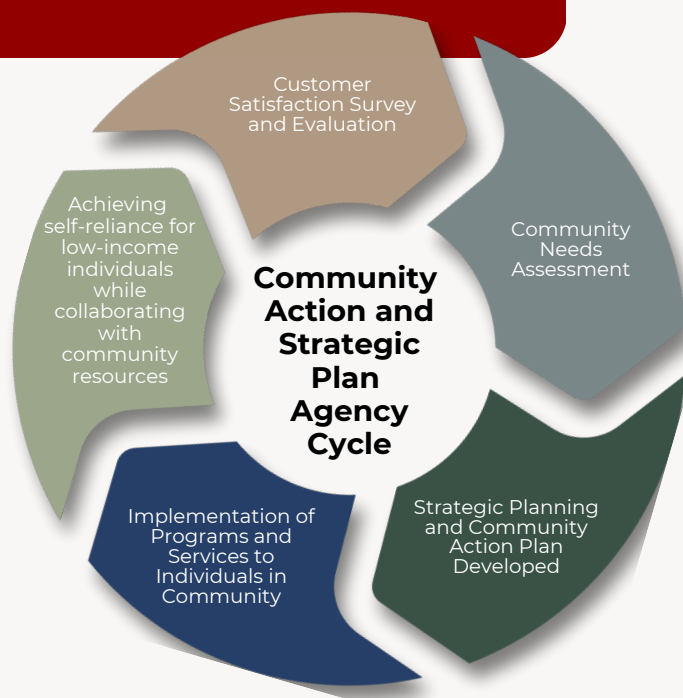 Customer
Satisfaction Survey
and Evaluation
Community
Needs
Assessment
Strategic Planning
and Community
Action Plan
Developed
Implementation of
Programs and
Services to
Individuals in
Community
Achieving
self-reliance for
low-income
individuals
while
collaborating
with
community
resources
Community
Action and
Strategic
Plan
Agency
Cycle